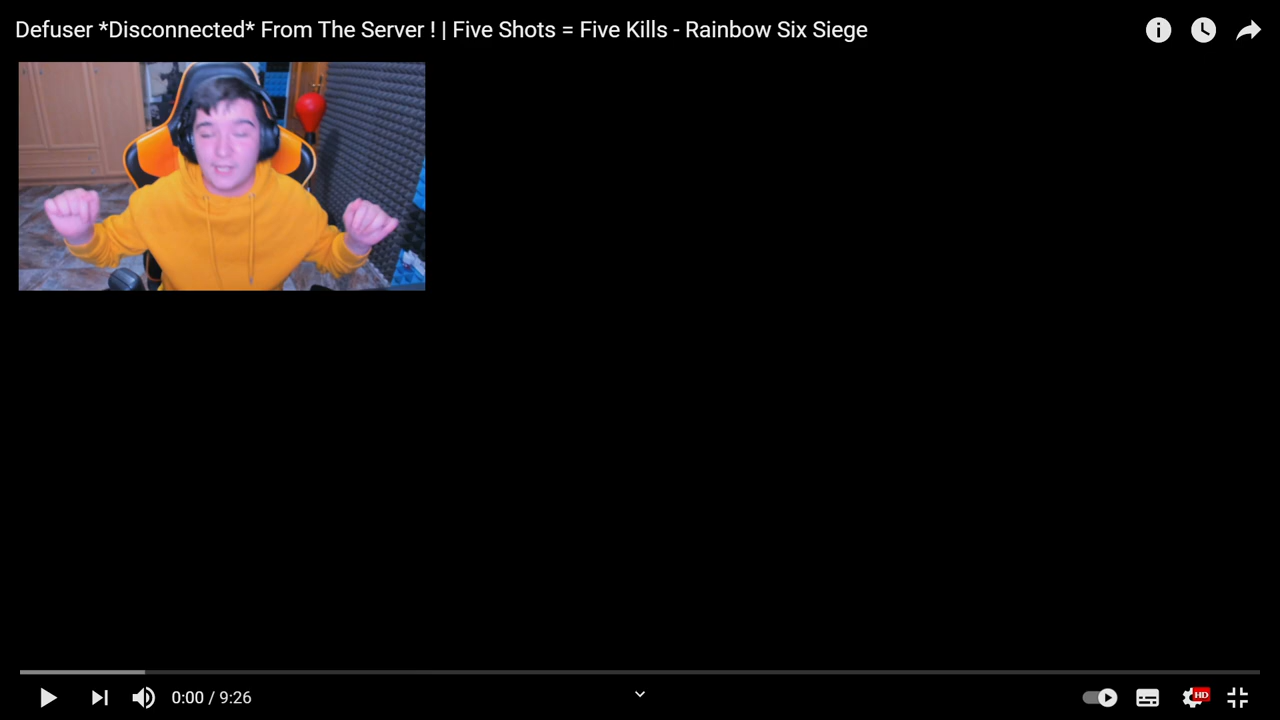 Defuser *Disconnected* From The Server ! | Five Shots = Five Kills - Rainbow Six Siege
0:00 / 9:26
HD